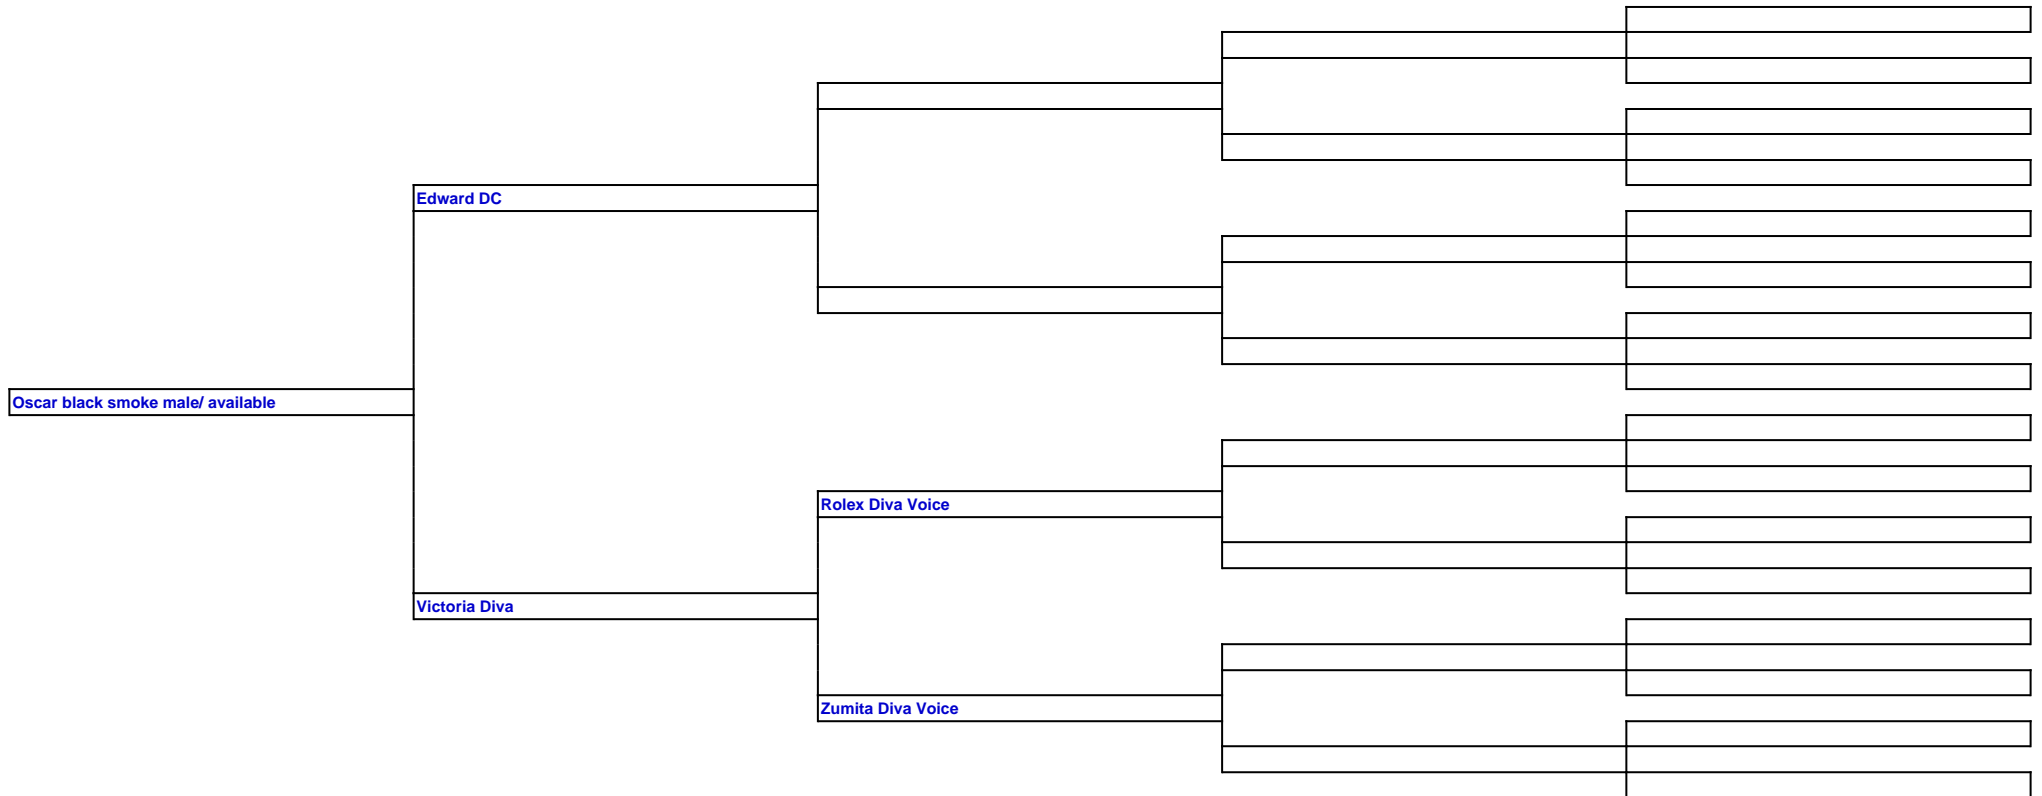 Edward DC
Oscar black smoke male/ available
Rolex Diva Voice
Victoria Diva
Zumita Diva Voice